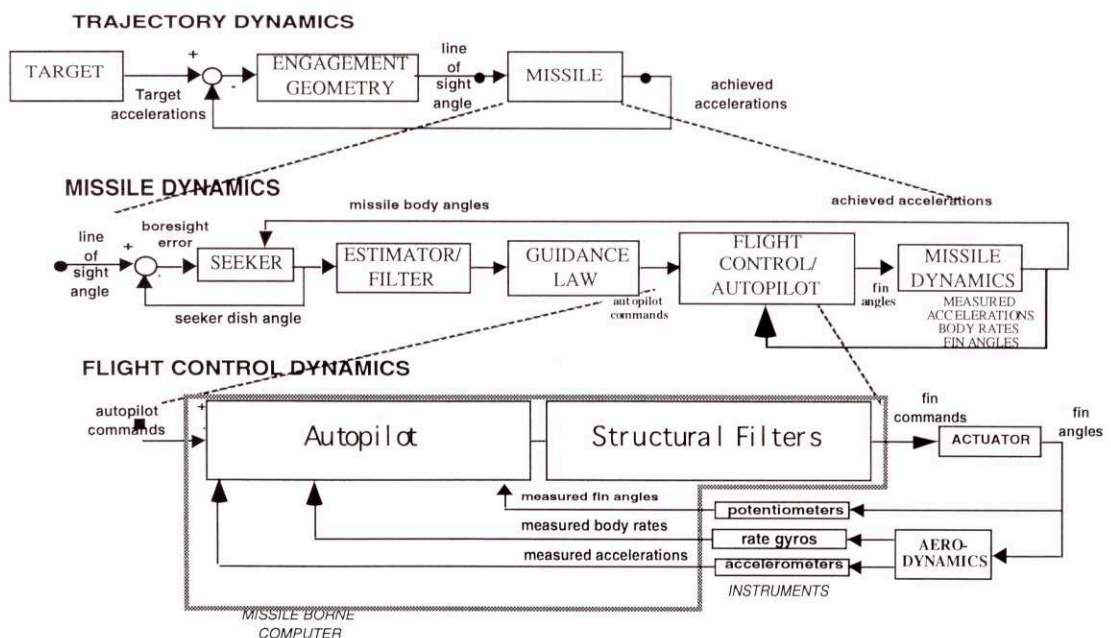 TRAJECTORY DYNAMICS
TARGET
+
-
Target
accelerations
ENGAGEMENT
GEOMETRY
line
of
sight
angle
MISSILE
achieved
accelerations
MISSILE DYNAMICS
missile body angles
achieved accelerations
line
of
sight
angle
+
-
boresight
error
SEEKER
seeker dish angle
ESTIMATOR/
FILTER
GUIDANCE
LAW
autopilot
commands
FLIGHT
CONTROL/
AUTOPILOT
fin
angles
MISSILE
DYNAMICS
MEASURED
ACCELERATIONS
BODY RATES
FIN ANGLES
FLIGHT CONTROL DYNAMICS
autopilot
commands
+
-
Autopilot
Structural Filters
fin
commands
ACTUATOR
fin
angles
measured fin angles
potentiometers
measured body rates
rate gyros
measured accelerations
accelerometers
AERO-
DYNAMICS
INSTRUMENTS
MISSILE BORNE
COMPUTER